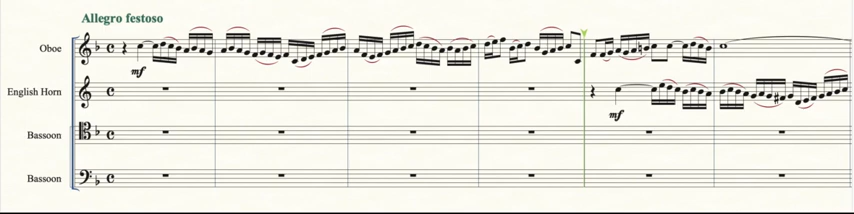 Allegro festoso
Oboe
mf
English Horn
mf
Bassoon
Bassoon